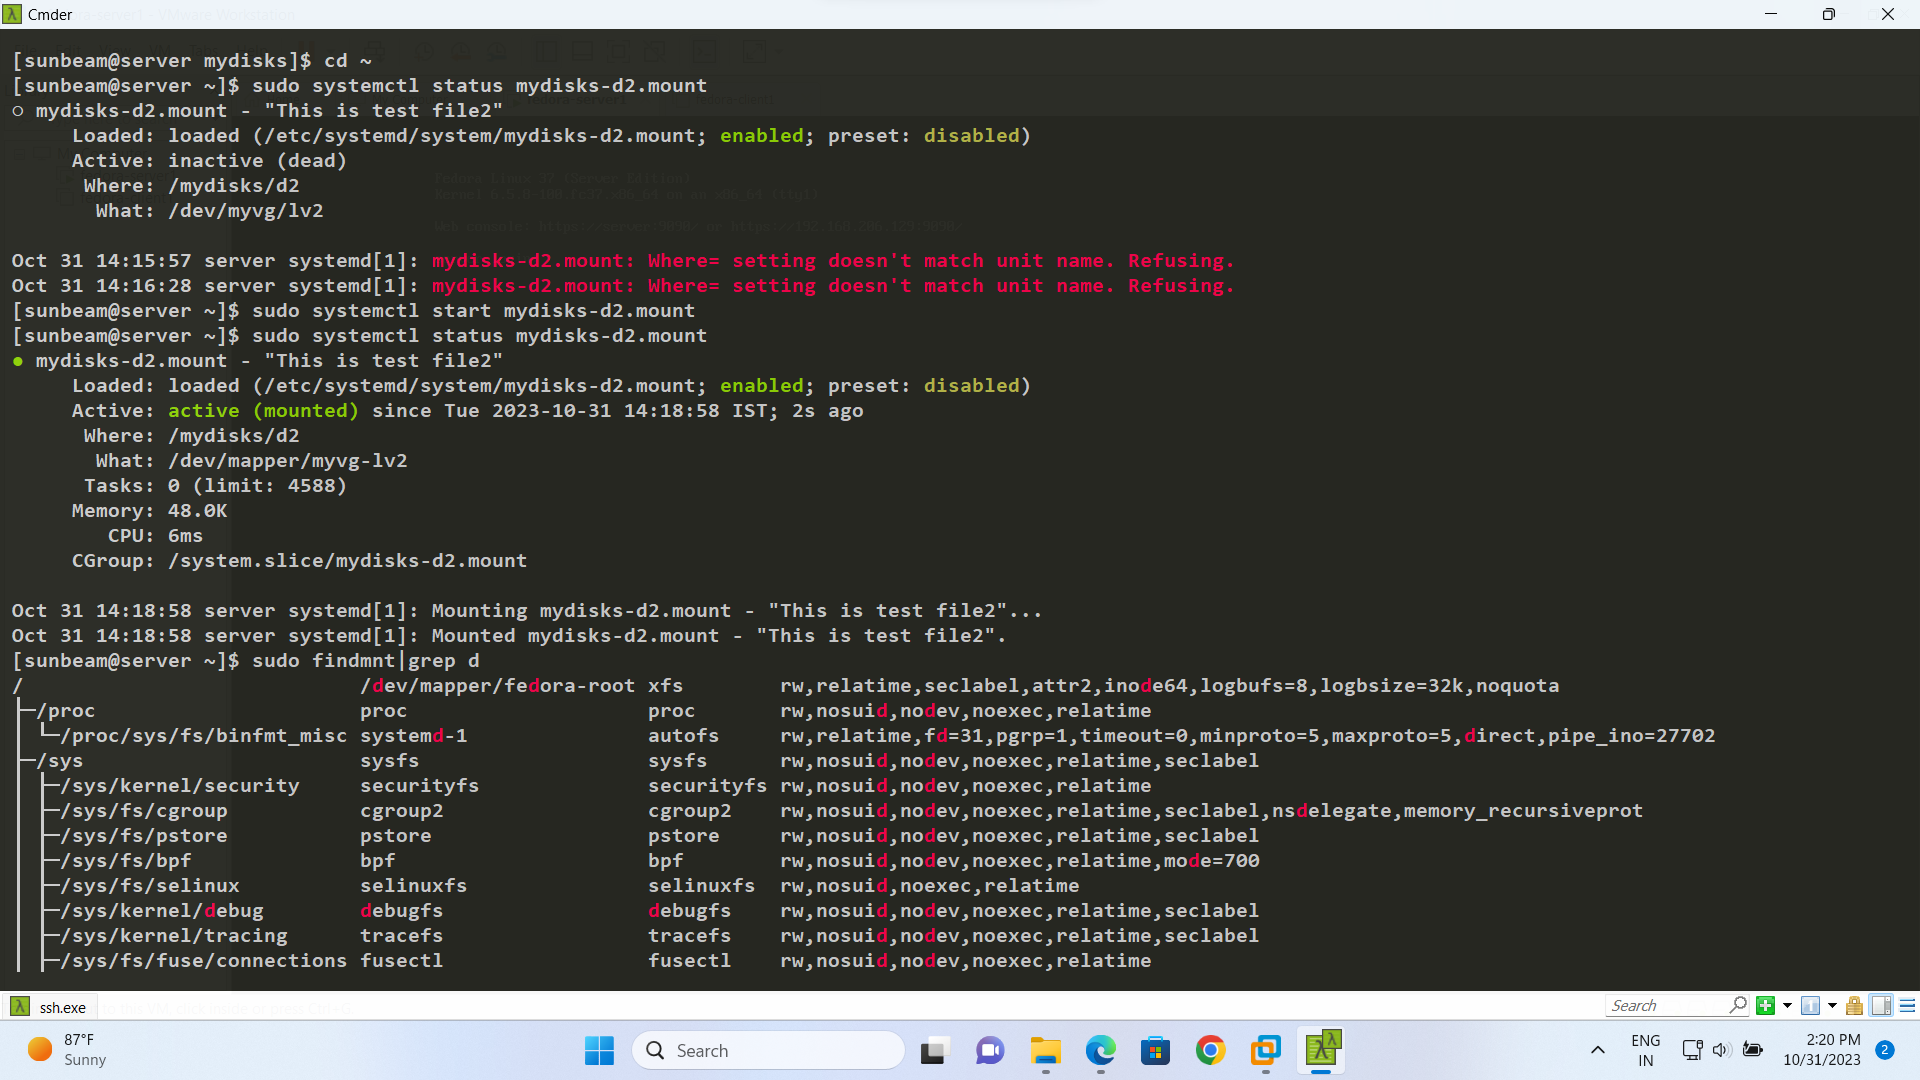 Cmder
[sunbeam@server mydisks]$ cd ~
[sunbeam@server ~]$ sudo systemctl status mydisks-d2.mount
○ mydisks-d2.mount - "This is test file2"
Loaded: loaded (/etc/systemd/system/mydisks-d2.mount; enabled; preset: disabled)
Active: inactive (dead)
Where: /mydisks/d2
What: /dev/myvg/lv2
Oct 31 14:15:57 server systemd[1]: mydisks-d2.mount: Where= setting doesn't match unit name. Refusing.
Oct 31 14:16:28 server systemd[1]: mydisks-d2.mount: Where= setting doesn't match unit name. Refusing.
[sunbeam@server ~]$ sudo systemctl start mydisks-d2.mount
[sunbeam@server ~]$ sudo systemctl status mydisks-d2.mount
● mydisks-d2.mount - "This is test file2"
Loaded: loaded (/etc/systemd/system/mydisks-d2.mount; enabled; preset: disabled)
Active: active (mounted) since Tue 2023-10-31 14:18:58 IST; 2s ago
Where: /mydisks/d2
What: /dev/mapper/myvg-lv2
Tasks: 0 (limit: 4588)
Memory: 48.0K
CPU: 6ms
CGroup: /system.slice/mydisks-d2.mount
Oct 31 14:18:58 server systemd[1]: Mounting mydisks-d2.mount - "This is test file2"...
Oct 31 14:18:58 server systemd[1]: Mounted mydisks-d2.mount - "This is test file2".
[sunbeam@server ~]$ sudo findmnt|grep d
/ /dev/mapper/fedora-root xfs rw,relatime,seclabel,attr2,inode64,logbufs=8,logbsize=32k,noquota
├─/proc proc proc rw,nosuid,nodev,noexec,relatime
│ └─/proc/sys/fs/binfmt_misc systemd-1 autofs rw,relatime,fd=31,pgrp=1,timeout=0,minproto=5,maxproto=5,direct,pipe_ino=27702
├─/sys sysfs sysfs rw,nosuid,nodev,noexec,relatime,seclabel
│ ├─/sys/kernel/security securityfs securityfs rw,nosuid,nodev,noexec,relatime
│ ├─/sys/fs/cgroup cgroup2 cgroup2 rw,nosuid,nodev,noexec,relatime,seclabel,nsdelegate,memory_recursiveprot
│ ├─/sys/fs/pstore pstore pstore rw,nosuid,nodev,noexec,relatime,seclabel
│ ├─/sys/fs/bpf bpf bpf rw,nosuid,nodev,noexec,relatime,mode=700
│ ├─/sys/fs/selinux selinuxfs selinuxfs rw,nosuid,noexec,relatime
│ ├─/sys/kernel/debug debugfs debugfs rw,nosuid,nodev,noexec,relatime,seclabel
│ ├─/sys/kernel/tracing tracefs tracefs rw,nosuid,nodev,noexec,relatime,seclabel
│ ├─/sys/fs/fuse/connections fusectl fusectl rw,nosuid,nodev,noexec,relatime
ssh.exe
Search
87°F
Sunny
Search
ENG
IN
2:20 PM
10/31/2023
2